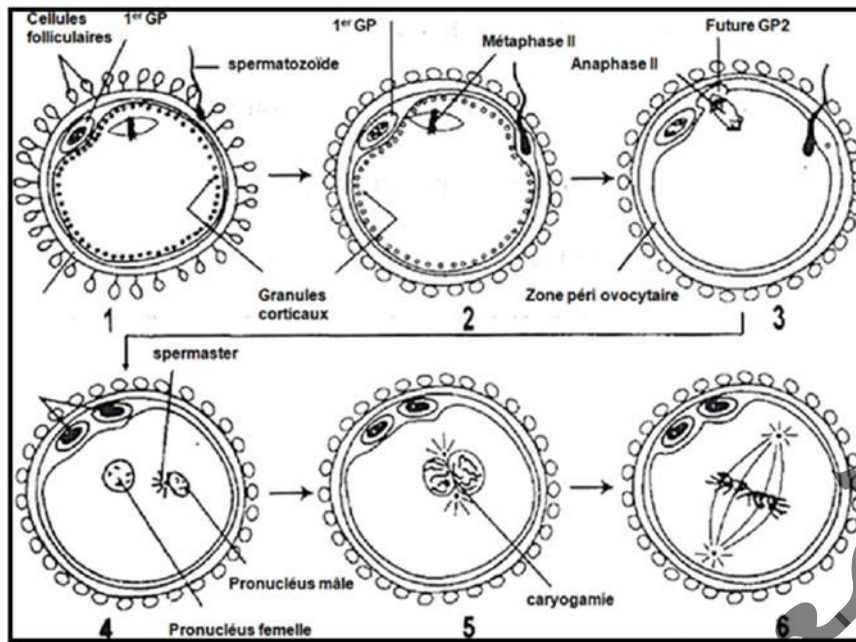 Cellules
folliculaires
1er GP
spermatozoïde
1er GP
Métaphase II
Future GP2
Anaphase II
Granules
corticaux
Zone péri ovocytaire
1
2
3
spermaster
Pronucléus mâle
Pronucléus femelle
caryogamie
4
5
6